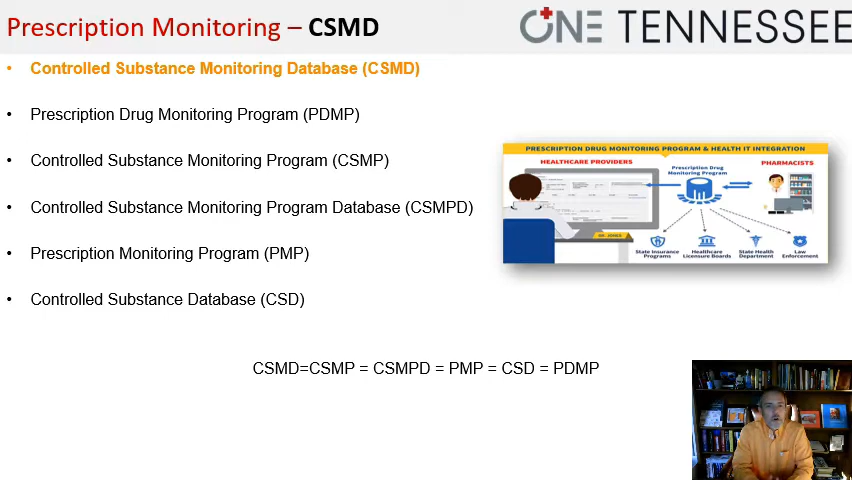 Prescription Monitoring – CSMD
ONE TENNESSEE
• Controlled Substance Monitoring Database (CSMD)
• Prescription Drug Monitoring Program (PDMP)
• Controlled Substance Monitoring Program (CSMP)
• Controlled Substance Monitoring Program Database (CSMPD)
• Prescription Monitoring Program (PMP)
• Controlled Substance Database (CSD)
PRESCRIPTION DRUG MONITORING PROGRAM & HEALTH IT INTEGRATION
HEALTHCARE PROVIDERS
Prescription Drug
Monitoring Program
PHARMACISTS
State Insurance
Programs
Healthcare
Licensure Boards
State Health
Department
Law
Enforcement
CSMD=CSMP = CSMPD = PMP = CSD = PDMP